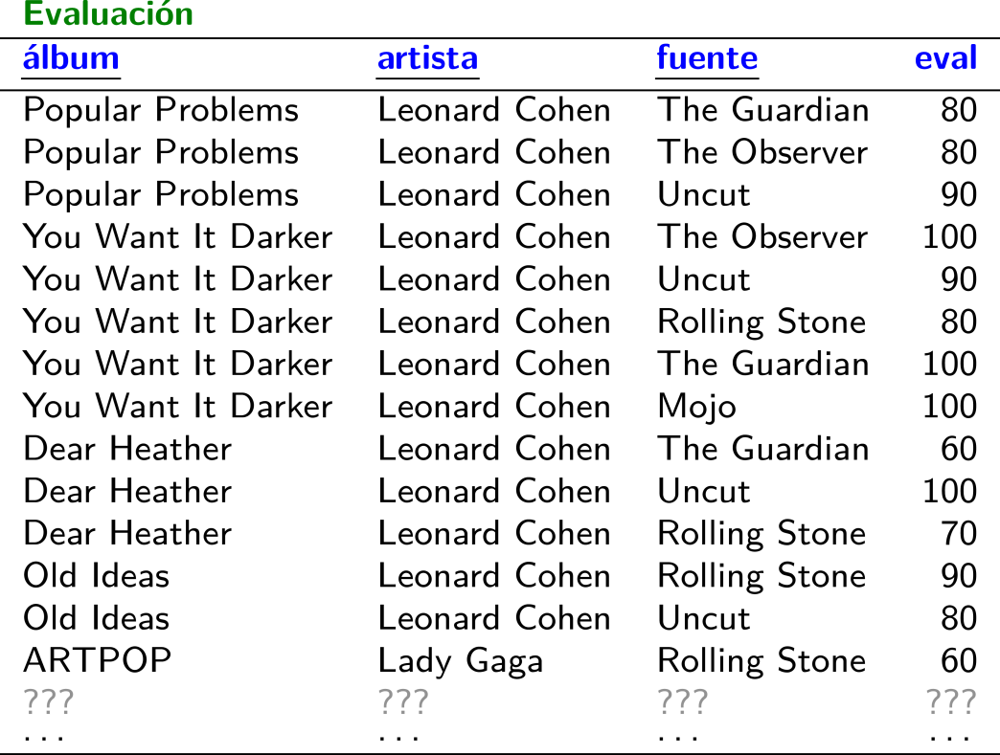 Evaluación
álbum artista fuente eval
Popular Problems Leonard Cohen The Guardian 80
Popular Problems Leonard Cohen The Observer 80
Popular Problems Leonard Cohen Uncut 90
You Want It Darker Leonard Cohen The Observer 100
You Want It Darker Leonard Cohen Uncut 90
You Want It Darker Leonard Cohen Rolling Stone 80
You Want It Darker Leonard Cohen The Guardian 100
You Want It Darker Leonard Cohen Mojo 100
Dear Heather Leonard Cohen The Guardian 60
Dear Heather Leonard Cohen Uncut 100
Dear Heather Leonard Cohen Rolling Stone 70
Old Ideas Leonard Cohen Rolling Stone 90
Old Ideas Leonard Cohen Uncut 80
ARTPOP Lady Gaga Rolling Stone 60
??? ??? ??? ???
... ... ... ...